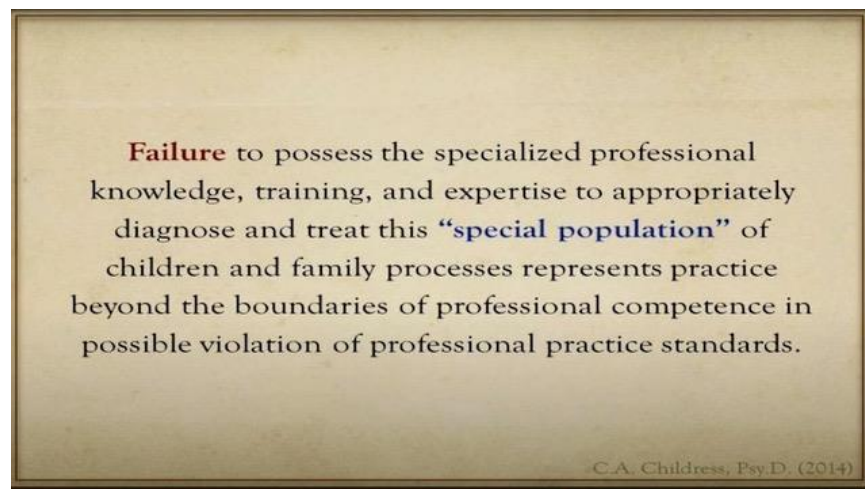 Failure to possess the specialized professional
knowledge, training, and expertise to appropriately
diagnose and treat this “special population” of
children and family processes represents practice
beyond the boundaries of professional competence in
possible violation of professional practice standards.
C.A. Childress, Psy.D. (2014)